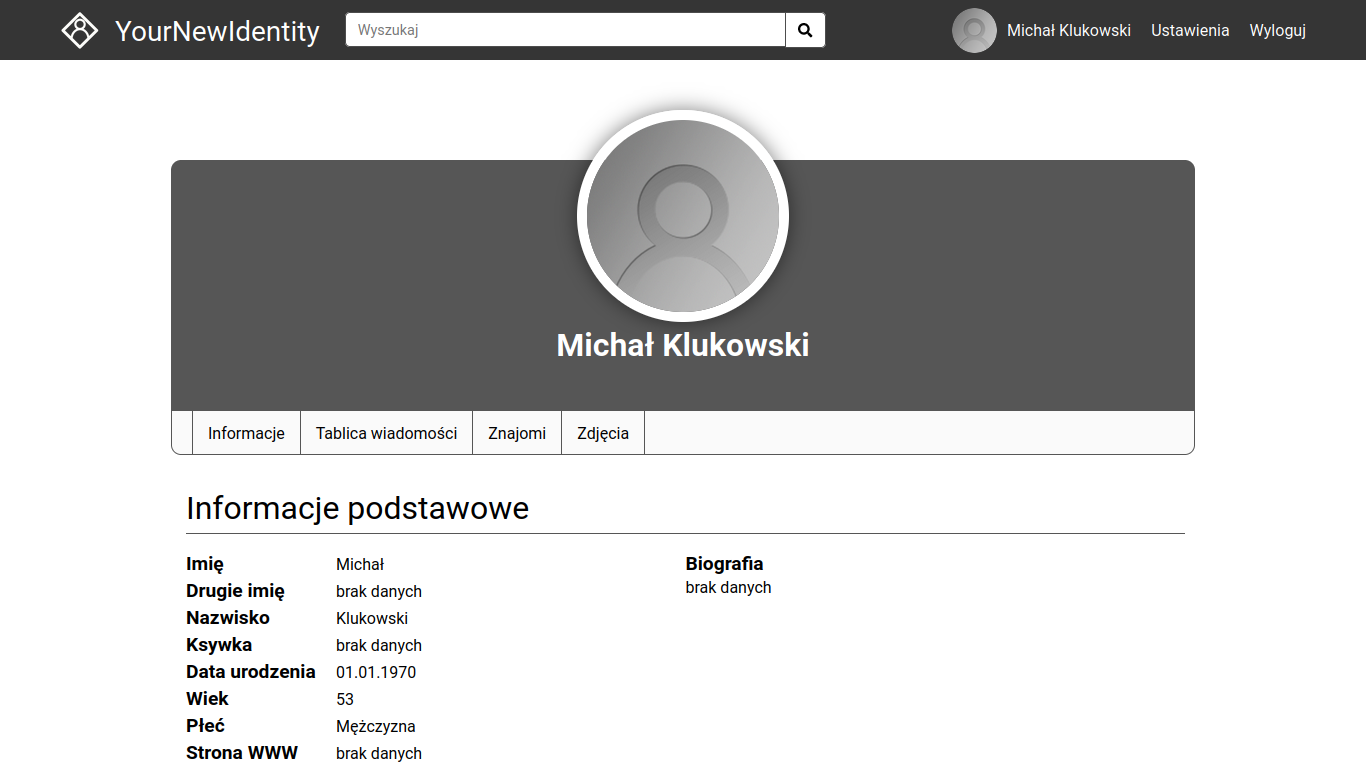 YourNewIdentity
Wyszukaj
Michał Klukowski
Ustawienia
Wyloguj
Michał Klukowski
Informacje
Tablica wiadomości
Znajomi
Zdjęcia
Informacje podstawowe
Imię Michał
Drugie imię brak danych
Nazwisko Klukowski
Ksywka brak danych
Data urodzenia 01.01.1970
Wiek 53
Płeć Mężczyzna
Strona WWW brak danych
Biografia
brak danych